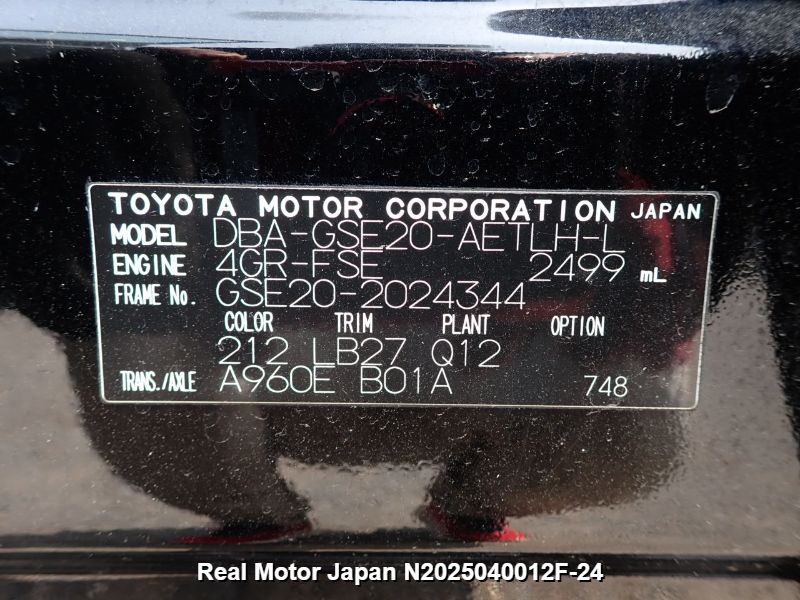 TOYOTA MOTOR CORPORATION JAPAN
MODEL DBA-GSE20-AETLH-L
ENGINE 4GR-FSE 2499 mL
FRAME No. GSE20-2024344
COLOR TRIM PLANT OPTION
212 LB27 Q12
TRANS./AXLE A960E B01A 748
Real Motor Japan N2025040012F-24